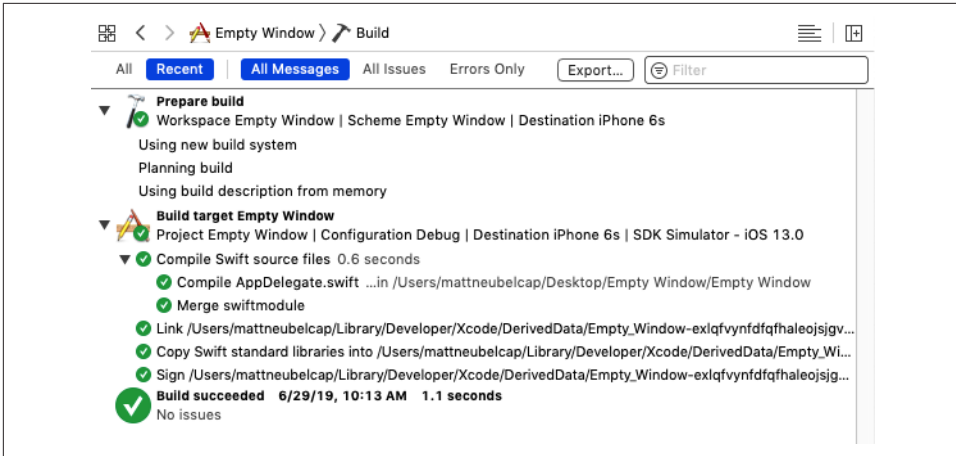 Empty Window 〉 Build
All Recent All Messages All Issues Errors Only Export... Filter
Prepare build
Workspace Empty Window | Scheme Empty Window | Destination iPhone 6s
Using new build system
Planning build
Using build description from memory
Build target Empty Window
Project Empty Window | Configuration Debug | Destination iPhone 6s | SDK Simulator - iOS 13.0
Compile Swift source files 0.6 seconds
Compile AppDelegate.swift ...in /Users/mattneubelcap/Desktop/Empty Window/Empty Window
Merge swiftmodule
Link /Users/mattneubelcap/Library/Developer/Xcode/DerivedData/Empty_Window-exlqfvynfdfqfhaleojsjgv...
Copy Swift standard libraries into /Users/mattneubelcap/Library/Developer/Xcode/DerivedData/Empty_Wi...
Sign /Users/mattneubelcap/Library/Developer/Xcode/DerivedData/Empty_Window-exlqfvynfdfqfhaleojsjg...
Build succeeded 6/29/19, 10:13 AM 1.1 seconds
No issues